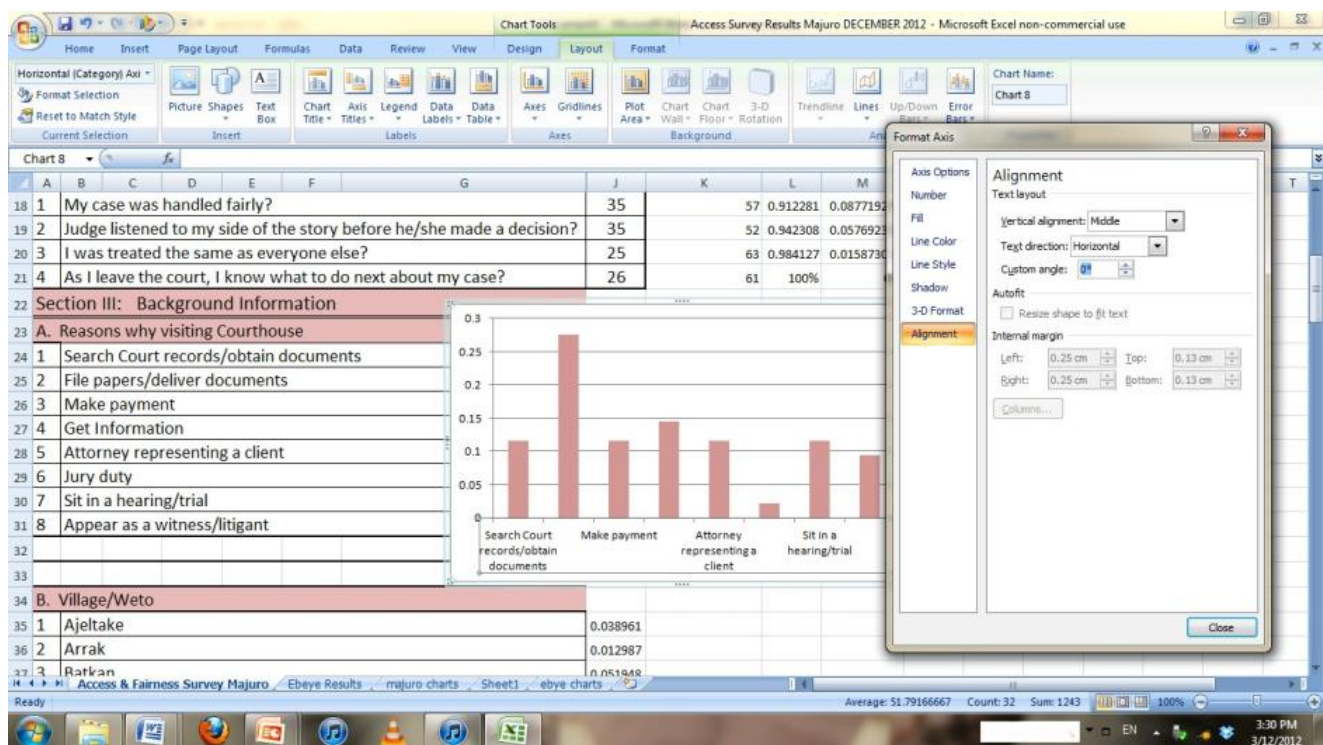 Chart Tools
Access Survey Results Majuro DECEMBER 2012 - Microsoft Excel non-commercial use
Home Insert Page Layout Formulas Data Review View Design Layout Format
Horizontal (Category) Axi
Format Selection
Reset to Match Style
Current Selection
Picture Shapes Text Box
Insert
Chart Title Axis Titles Legend Data Labels Data Table
Labels
Axes Gridlines
Axes
Plot Area Chart Wall Chart Floor 3-D Rotation
Background
Trendline Lines Up/Down Bars Error Bars
Chart Name:
Chart 8
Chart 8 fx
A B C D E F G J K L M T
18 1 My case was handled fairly? 35 57 0.912281 0.0877192
19 2 Judge listened to my side of the story before he/she made a decision? 35 52 0.942308 0.0576923
20 3 I was treated the same as everyone else? 25 63 0.984127 0.0158730
21 4 As I leave the court, I know what to do next about my case? 26 61 100%
22 Section III: Background Information
23 A. Reasons why visiting Courthouse
24 1 Search Court records/obtain documents
25 2 File papers/deliver documents
26 3 Make payment
27 4 Get Information
28 5 Attorney representing a client
29 6 Jury duty
30 7 Sit in a hearing/trial
31 8 Appear as a witness/litigant
32
33
34 B. Village/Weto
35 1 Ajeltake 0.038961
36 2 Arrak 0.012987
37 3 Batkan 0.051948
0.3
0.25
0.2
0.15
0.1
0.05
0
Search Court records/obtain documents
Make payment
Attorney representing a client
Sit in a hearing/trial
Format Axis
Axis Options
Number
Fill
Line Color
Line Style
Shadow
3-D Format
Alignment
Alignment
Text layout
Vertical alignment: Middle
Text direction: Horizontal
Custom angle: 0°
Autofit
Resize shape to fit text
Internal margin
Left: 0.25 cm Top: 0.13 cm
Right: 0.25 cm Bottom: 0.13 cm
Columns...
Close
Access & Fairness Survey Majuro Ebeye Results majuro charts Sheet1 ebye charts
Ready Average: 51.79166667 Count: 32 Sum: 1243 100%
EN 3:30 PM
3/12/2012